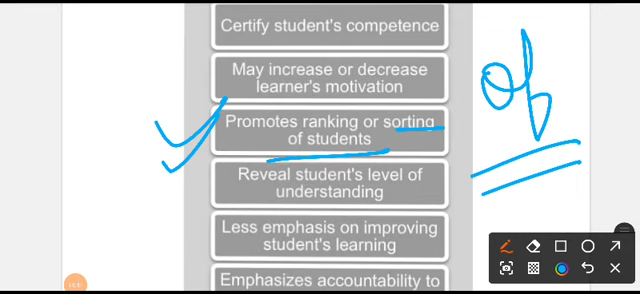 Certify student's competence
May increase or decrease
learner's motivation
Promotes ranking or sorting
of students
of
Reveal student's level of
understanding
Less emphasis on improving
student's learning
Emphasizes accountability to